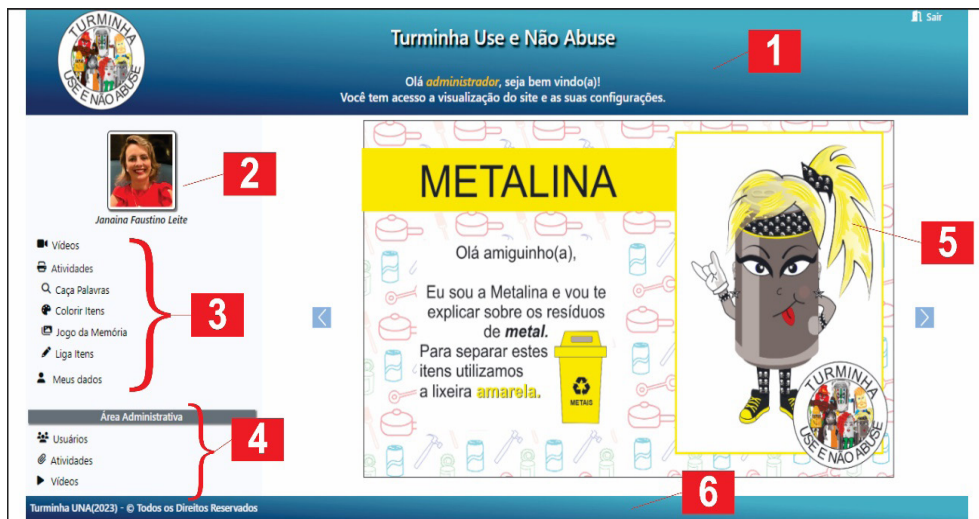 TURMINHA
USE E NÃO ABUSE
Turminha Use e Não Abuse
Sair
1
Olá administrador, seja bem vindo(a)!
Você tem acesso a visualização do site e as suas configurações.
2
Janaina Faustino Leite
Vídeos
Atividades
Caça Palavras
Colorir Itens
Jogo da Memória
Liga Itens
Meus dados
3
Área Administrativa
Usuários
Atividades
Vídeos
4
METALINA
Olá amiguinho(a),
Eu sou a Metalina e vou te
explicar sobre os resíduos
de metal.
Para separar estes
itens utilizamos
a lixeira amarela.
METAIS
5
TURMINHA
USE E NÃO ABUSE
Turminha UNA(2023) - © Todos os Direitos Reservados
6